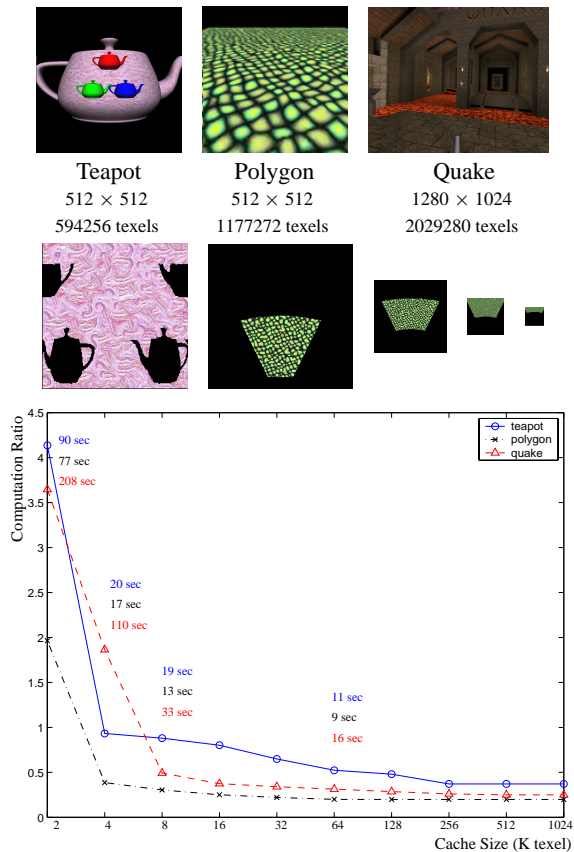 Teapot
512 × 512
594256 texels
Polygon
512 × 512
1177272 texels
Quake
1280 × 1024
2029280 texels
Computation Ratio
4.5
4
3.5
3
2.5
2
1.5
1
0.5
0
90 sec
77 sec
208 sec
20 sec
17 sec
110 sec
19 sec
13 sec
33 sec
11 sec
9 sec
16 sec
teapot
polygon
quake
2 4 8 16 32 64 128 256 512 1024
Cache Size (K texel)